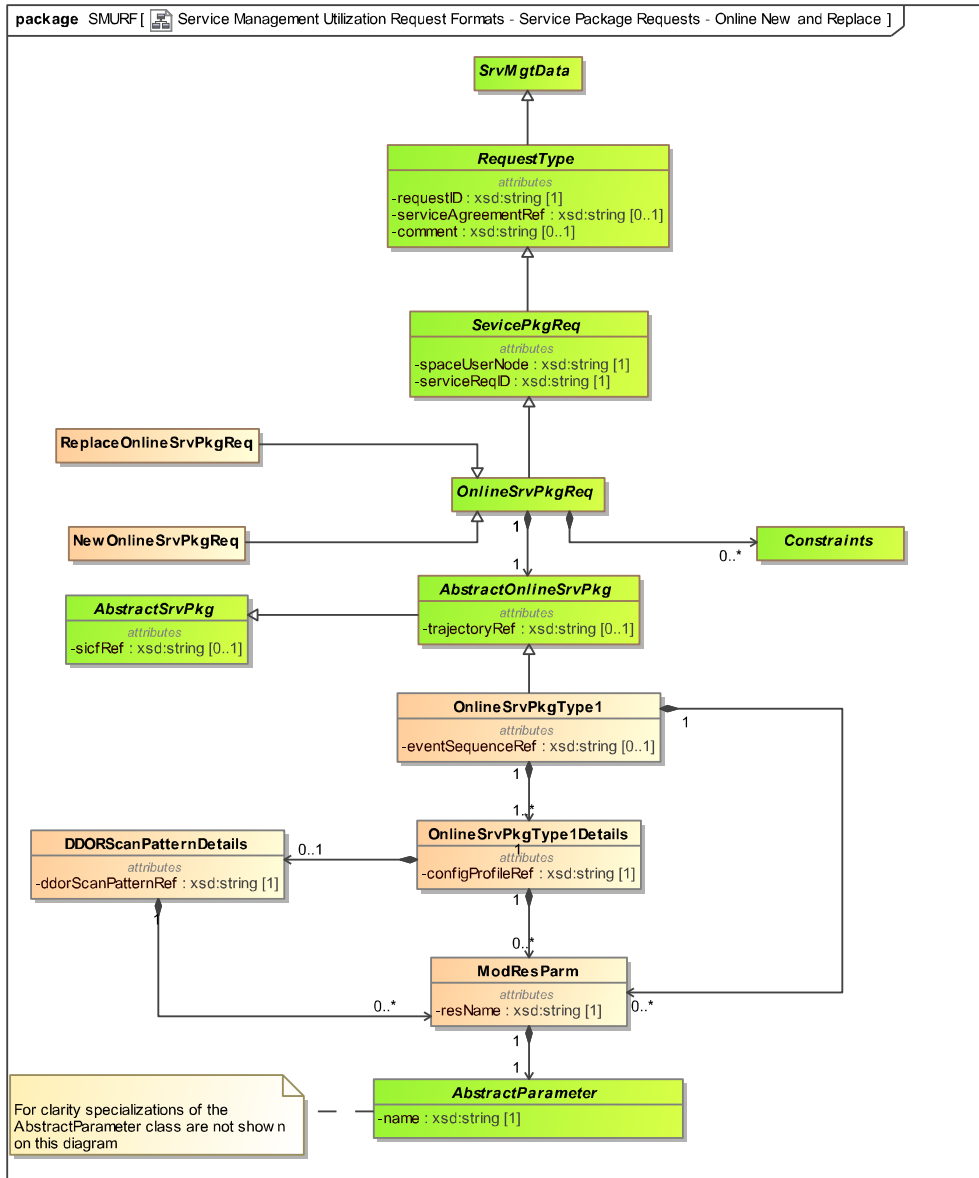 package SMURF [ Service Management Utilization Request Formats - Service Package Requests - Online New and Replace ]
SrvMgtData
RequestType
attributes
-requestID : xsd:string [1]
-serviceAgreementRef : xsd:string [0..1]
-comment : xsd:string [0..1]
SevicePkgReq
attributes
-spaceUserNode : xsd:string [1]
-serviceReqID : xsd:string [1]
ReplaceOnlineSrvPkgReq
OnlineSrvPkgReq
1
NewOnlineSrvPkgReq
Constraints
0..*
1
AbstractOnlineSrvPkg
attributes
-trajectoryRef : xsd:string [0..1]
AbstractSrvPkg
attributes
-sicfRef : xsd:string [0..1]
OnlineSrvPkgType1
attributes
-eventSequenceRef : xsd:string [0..1]
1
1
1..*
OnlineSrvPkgType1Details
1
attributes
-configProfileRef : xsd:string [1]
0..1
DDORScanPatternDetails
attributes
-ddorScanPatternRef : xsd:string [1]
1
1
0..*
ModResParm
attributes
-resName : xsd:string [1]
0..*
0..*
1
1
AbstractParameter
-name : xsd:string [1]
For clarity specializations of the
AbstractParameter class are not shown
on this diagram